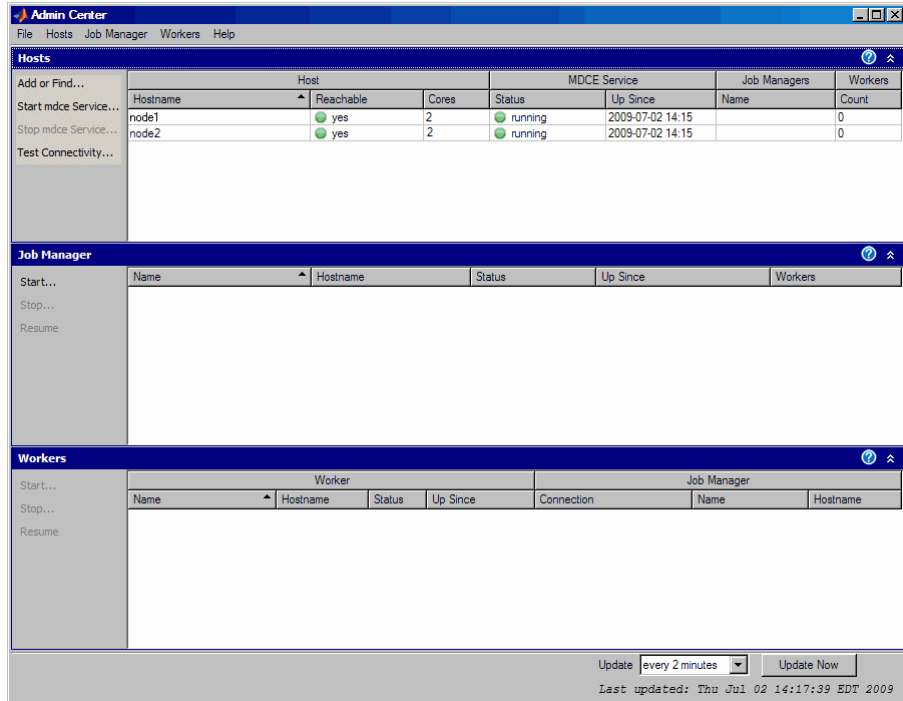 Admin Center
File Hosts Job Manager Workers Help
Hosts
Add or Find...
Start mdce Service...
Stop mdce Service...
Test Connectivity...
Host MDCE Service Job Managers Workers
Hostname Reachable Cores Status Up Since Name Count
node1 yes 2 running 2009-07-02 14:15 0
node2 yes 2 running 2009-07-02 14:15 0
Job Manager
Start...
Stop...
Resume
Name Hostname Status Up Since Workers
Workers
Start...
Stop...
Resume
Worker Job Manager
Name Hostname Status Up Since Connection Name Hostname
Update every 2 minutes Update Now
Last updated: Thu Jul 02 14:17:39 EDT 2009